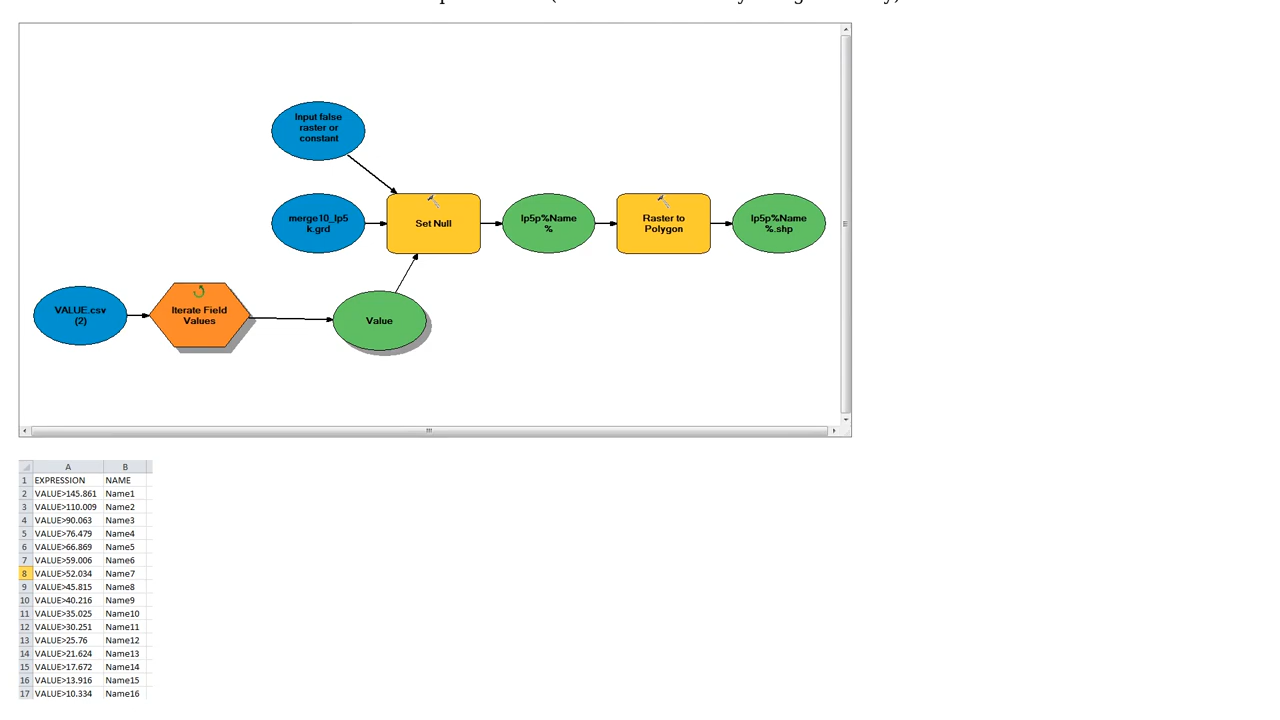 Input false
raster or
constant
merge10_lp5
k.grd
Set Null
lp5p%Name
%
Raster to
Polygon
lp5p%Name
%.shp
VALUE.csv
(2)
Iterate Field
Values
Value
A B
1 EXPRESSION NAME
2 VALUE>145.861 Name1
3 VALUE>110.009 Name2
4 VALUE>90.063 Name3
5 VALUE>76.479 Name4
6 VALUE>66.869 Name5
7 VALUE>59.006 Name6
8 VALUE>52.034 Name7
9 VALUE>45.815 Name8
10 VALUE>40.216 Name9
11 VALUE>35.025 Name10
12 VALUE>30.251 Name11
13 VALUE>25.76 Name12
14 VALUE>21.624 Name13
15 VALUE>17.672 Name14
16 VALUE>13.916 Name15
17 VALUE>10.334 Name16